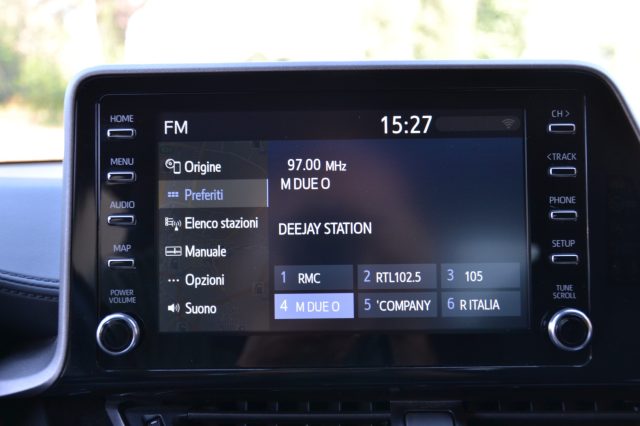 HOME
MENU
AUDIO
MAP
POWER
VOLUME
FM 15:27
Origine
Preferiti
Elenco stazioni
Manuale
Opzioni
Suono
97.00 MHz
M DUE O
DEEJAY STATION
1 RMC 2 RTL102.5 3 105
4 M DUE O 5 'COMPANY 6 R ITALIA
CH >
< TRACK
PHONE
SETUP
TUNE
SCROLL